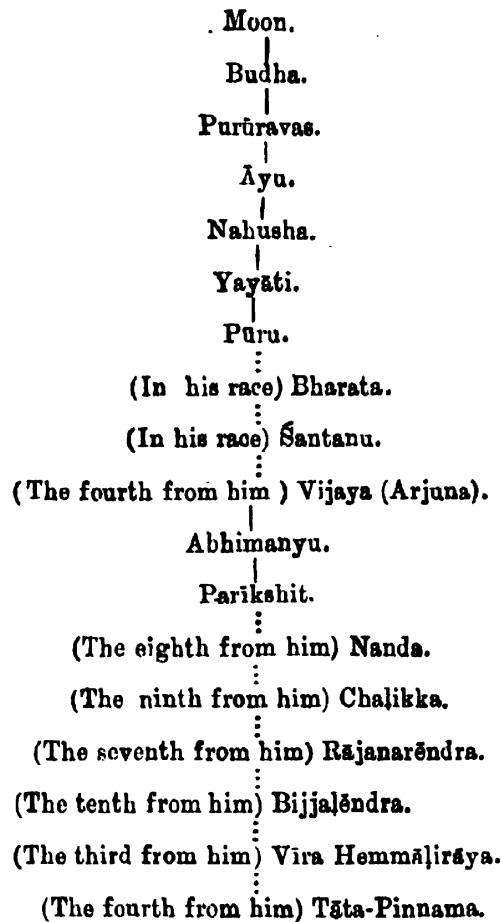 Moon.
Budha.
Purūravas.
Āyu.
Nahusha.
Yayāti.
Pūru.
(In his race) Bharata.
(In his race) Śantanu.
(The fourth from him ) Vijaya (Arjuna).
Abhimanyu.
Parīkshit.
(The eighth from him) Nanda.
(The ninth from him) Chaḷikka.
(The seventh from him) Rājanarēndra.
(The tenth from him) Bijjaḷēndra.
(The third from him) Vīra Hemmāḷirāya.
(The fourth from him) Tāta-Pinnama.